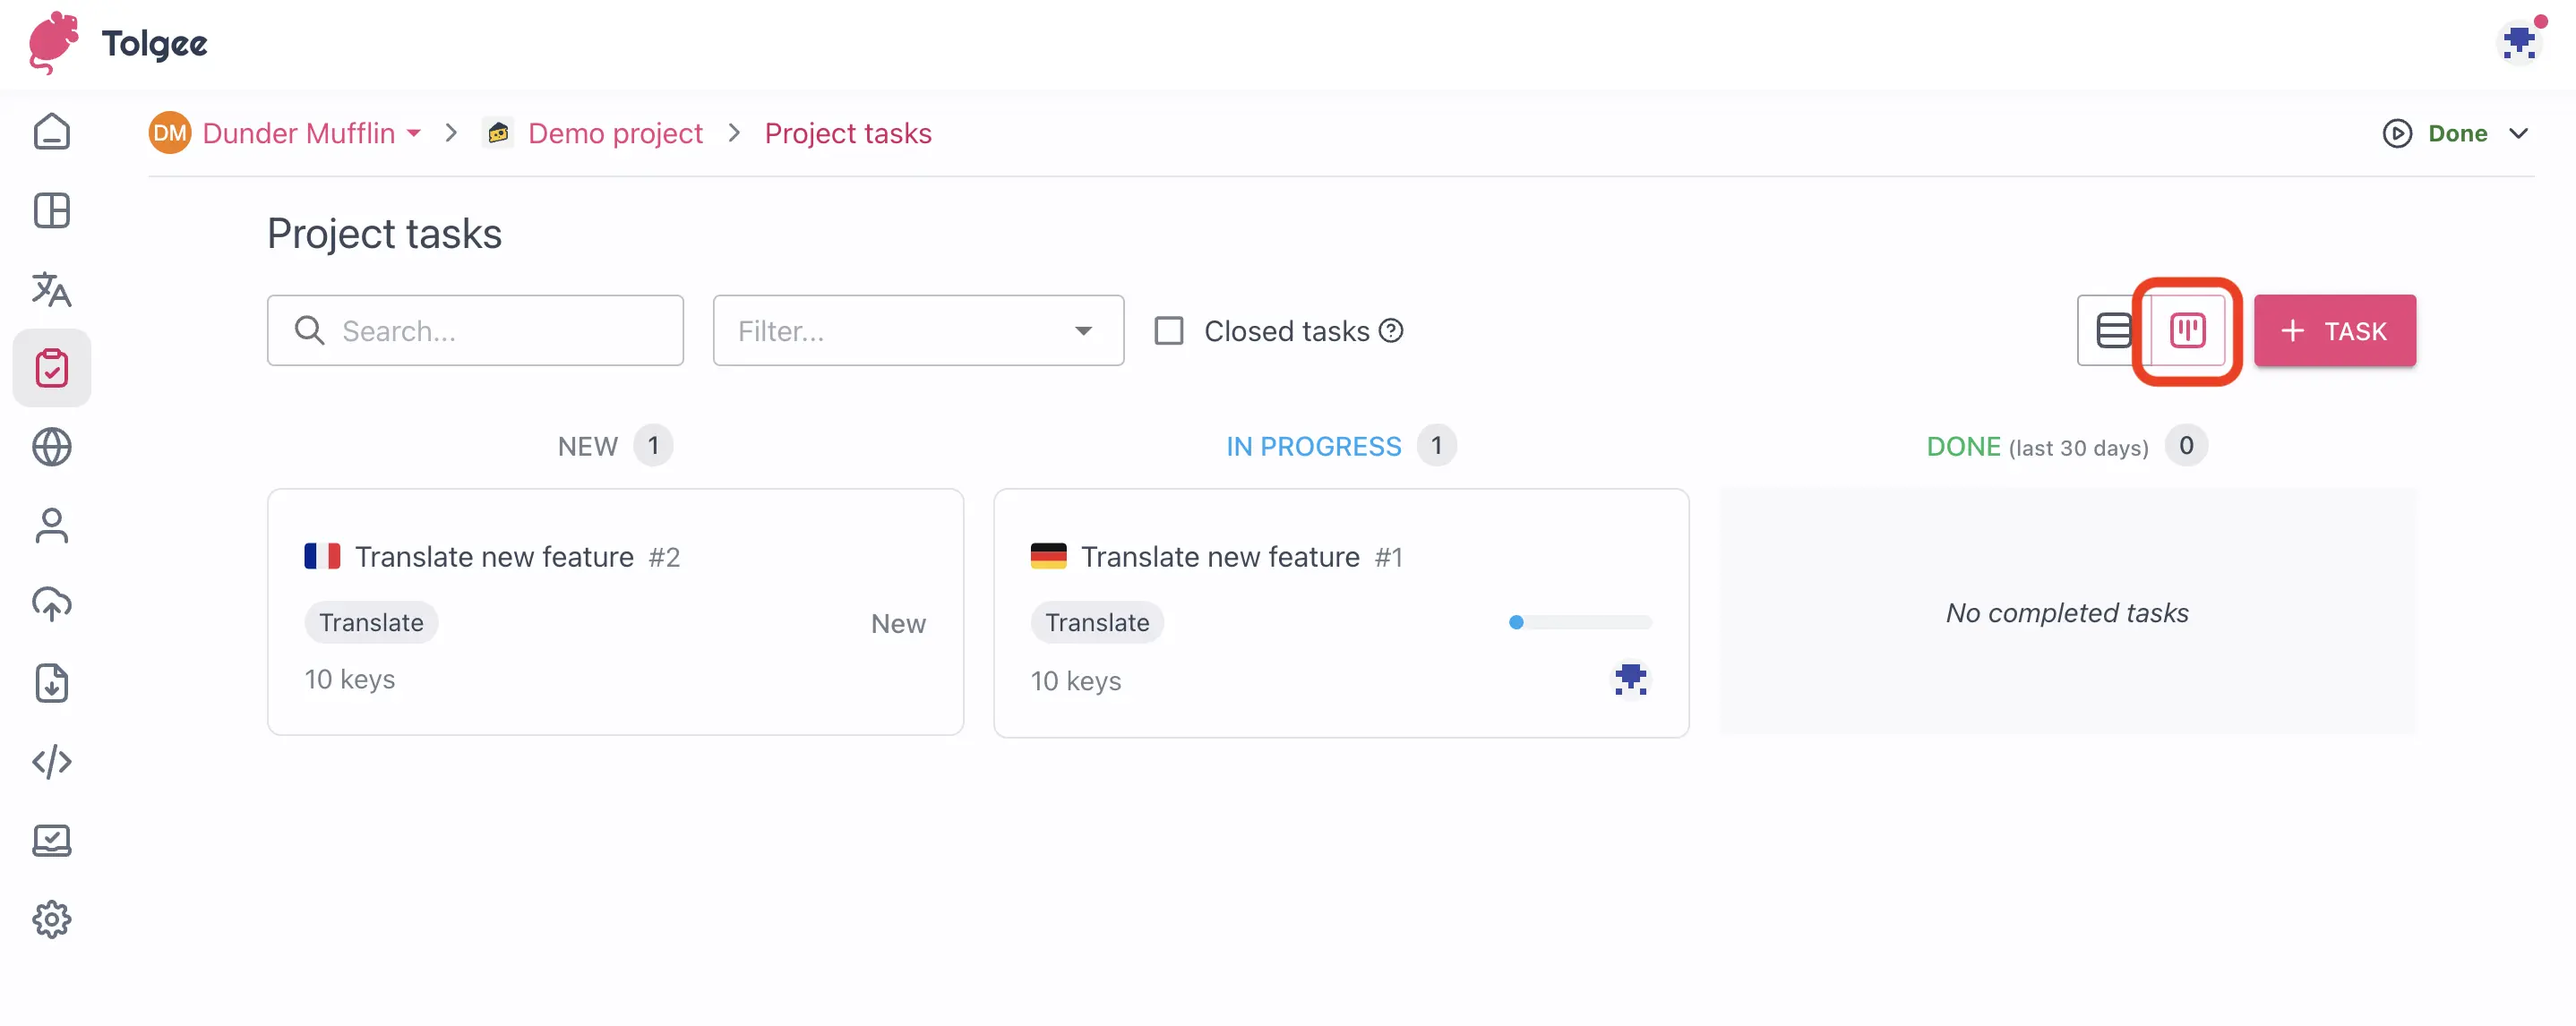 Tolgee
DM Dunder Mufflin > Demo project > Project tasks
Done
Project tasks
Search...
Filter...
Closed tasks
+ TASK
NEW 1
IN PROGRESS 1
DONE (last 30 days) 0
Translate new feature #2
Translate
New
10 keys
Translate new feature #1
Translate
10 keys
No completed tasks